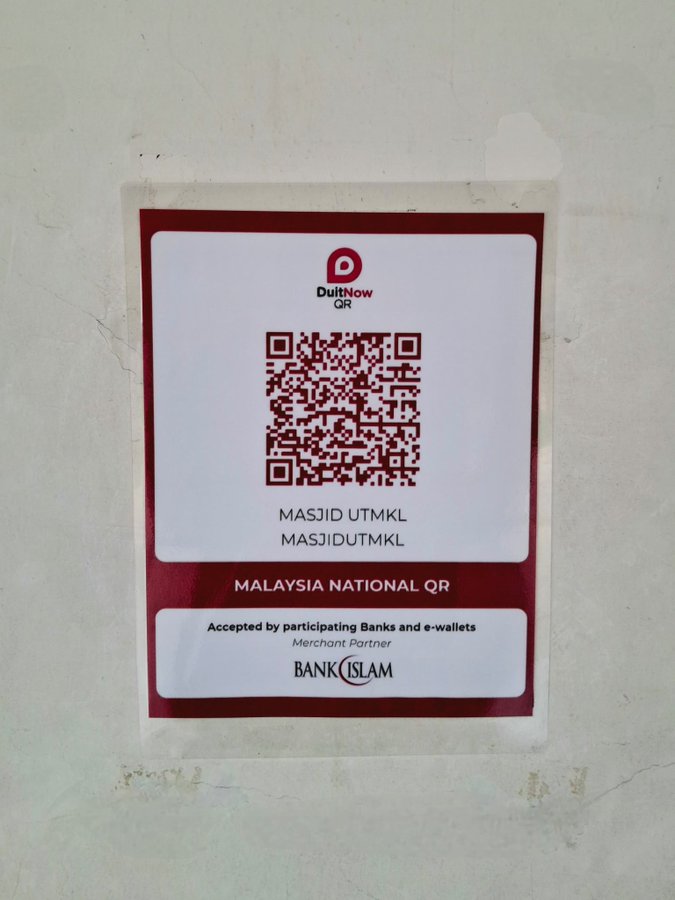 DuitNow
QR
MASJID UTMKL
MASJIDUTMKL
MALAYSIA NATIONAL QR
Accepted by participating Banks and e-wallets
Merchant Partner
BANK ISLAM